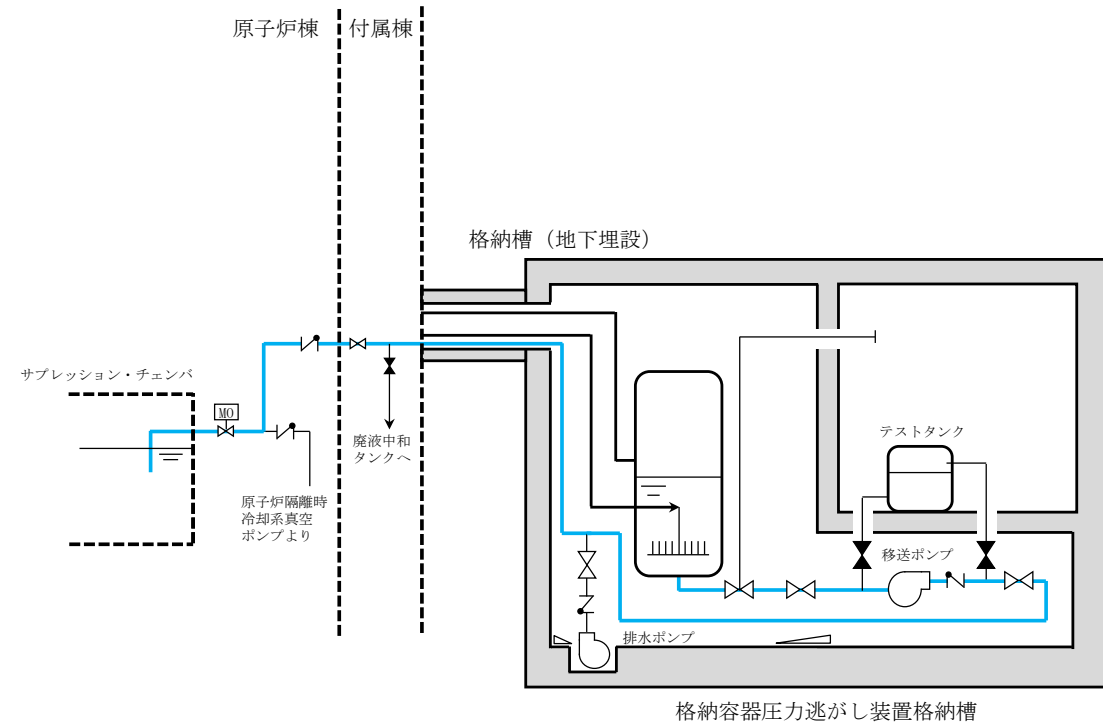 原子炉棟
付属棟
格納槽（地下埋設）
サプレッション・チェンバ
MO
テストタンク
廃液中和
タンクへ
原子炉隔離時
冷却系真空
ポンプより
移送ポンプ
排水ポンプ
格納容器圧力逃がし装置格納槽